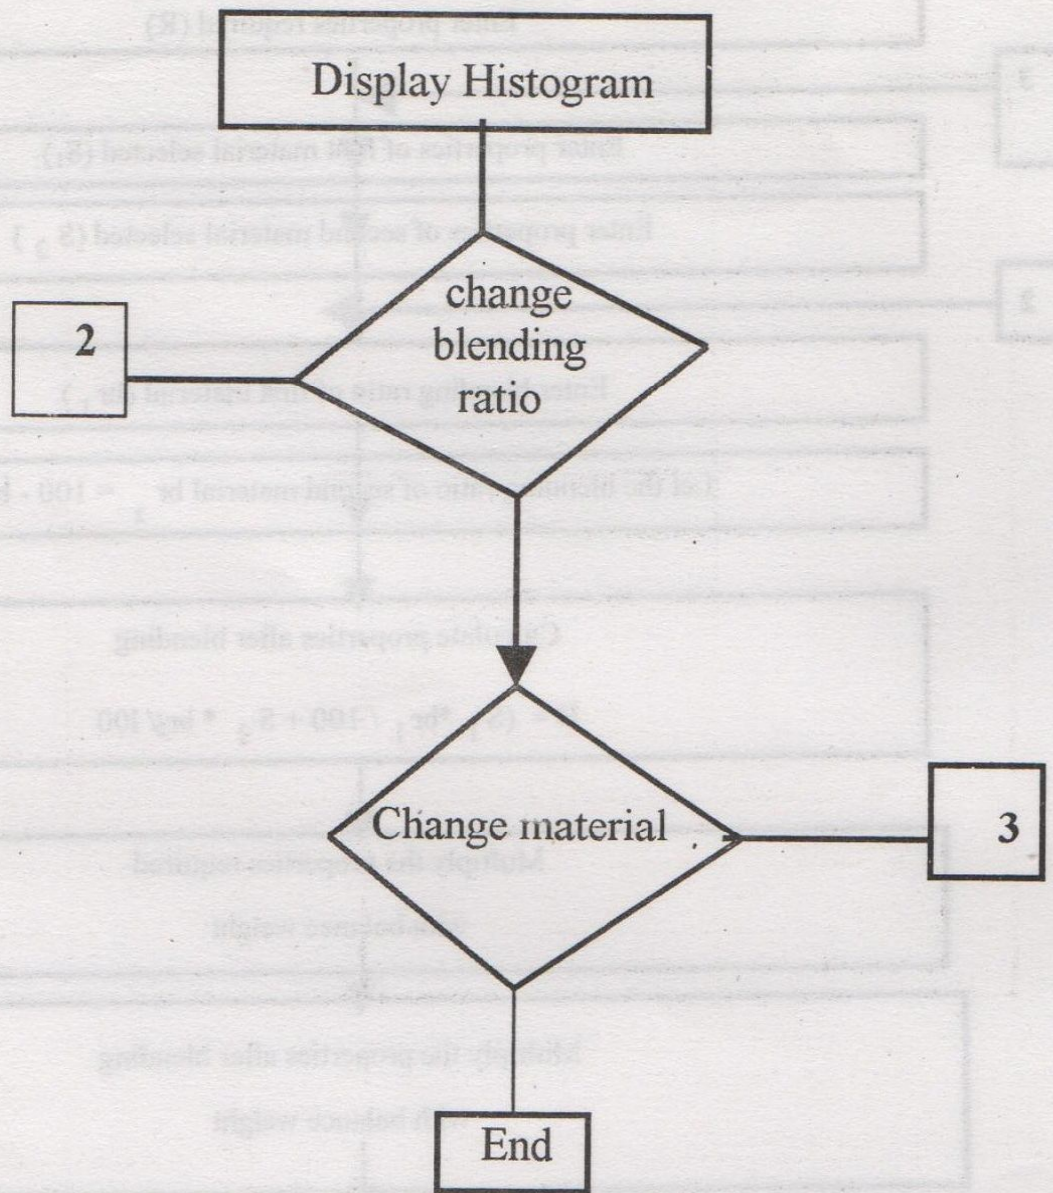 Display Histogram
change
blending
ratio
2
Change material
3
End